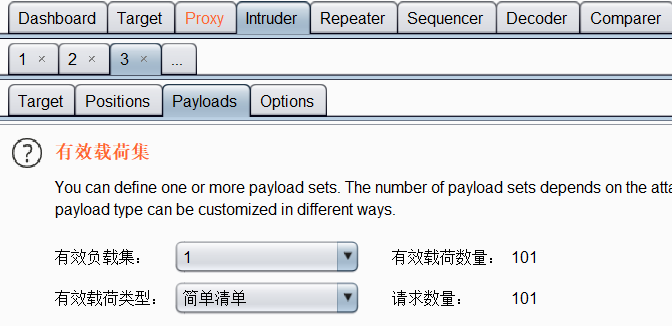 Dashboard Target Proxy Intruder Repeater Sequencer Decoder Comparer
1 × 2 × 3 × ...
Target Positions Payloads Options
? 有效载荷集
You can define one or more payload sets. The number of payload sets depends on the atta
payload type can be customized in different ways.
有效负载集： 1 有效载荷数量： 101
有效载荷类型： 简单清单 请求数量： 101